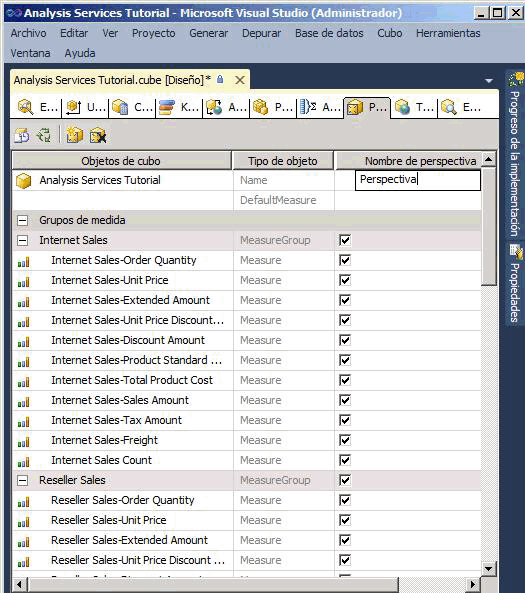 Analysis Services Tutorial - Microsoft Visual Studio (Administrador)
Archivo Editar Ver Proyecto Generar Depurar Base de datos Cubo Herramientas
Ventana Ayuda
Analysis Services Tutorial.cube [Diseño]*
E... U... C... K... A... P... A... P... T... E...
Objetos de cubo Tipo de objeto Nombre de perspectiva
Analysis Services Tutorial Name Perspectiva
DefaultMeasure
Grupos de medida
Internet Sales MeasureGroup
Internet Sales-Order Quantity Measure
Internet Sales-Unit Price Measure
Internet Sales-Extended Amount Measure
Internet Sales-Unit Price Discount... Measure
Internet Sales-Discount Amount Measure
Internet Sales-Product Standard ... Measure
Internet Sales-Total Product Cost Measure
Internet Sales-Sales Amount Measure
Internet Sales-Tax Amount Measure
Internet Sales-Freight Measure
Internet Sales Count Measure
Reseller Sales MeasureGroup
Reseller Sales-Order Quantity Measure
Reseller Sales-Unit Price Measure
Reseller Sales-Extended Amount Measure
Reseller Sales-Unit Price Discount ... Measure
Progreso de la implementación
Propiedades